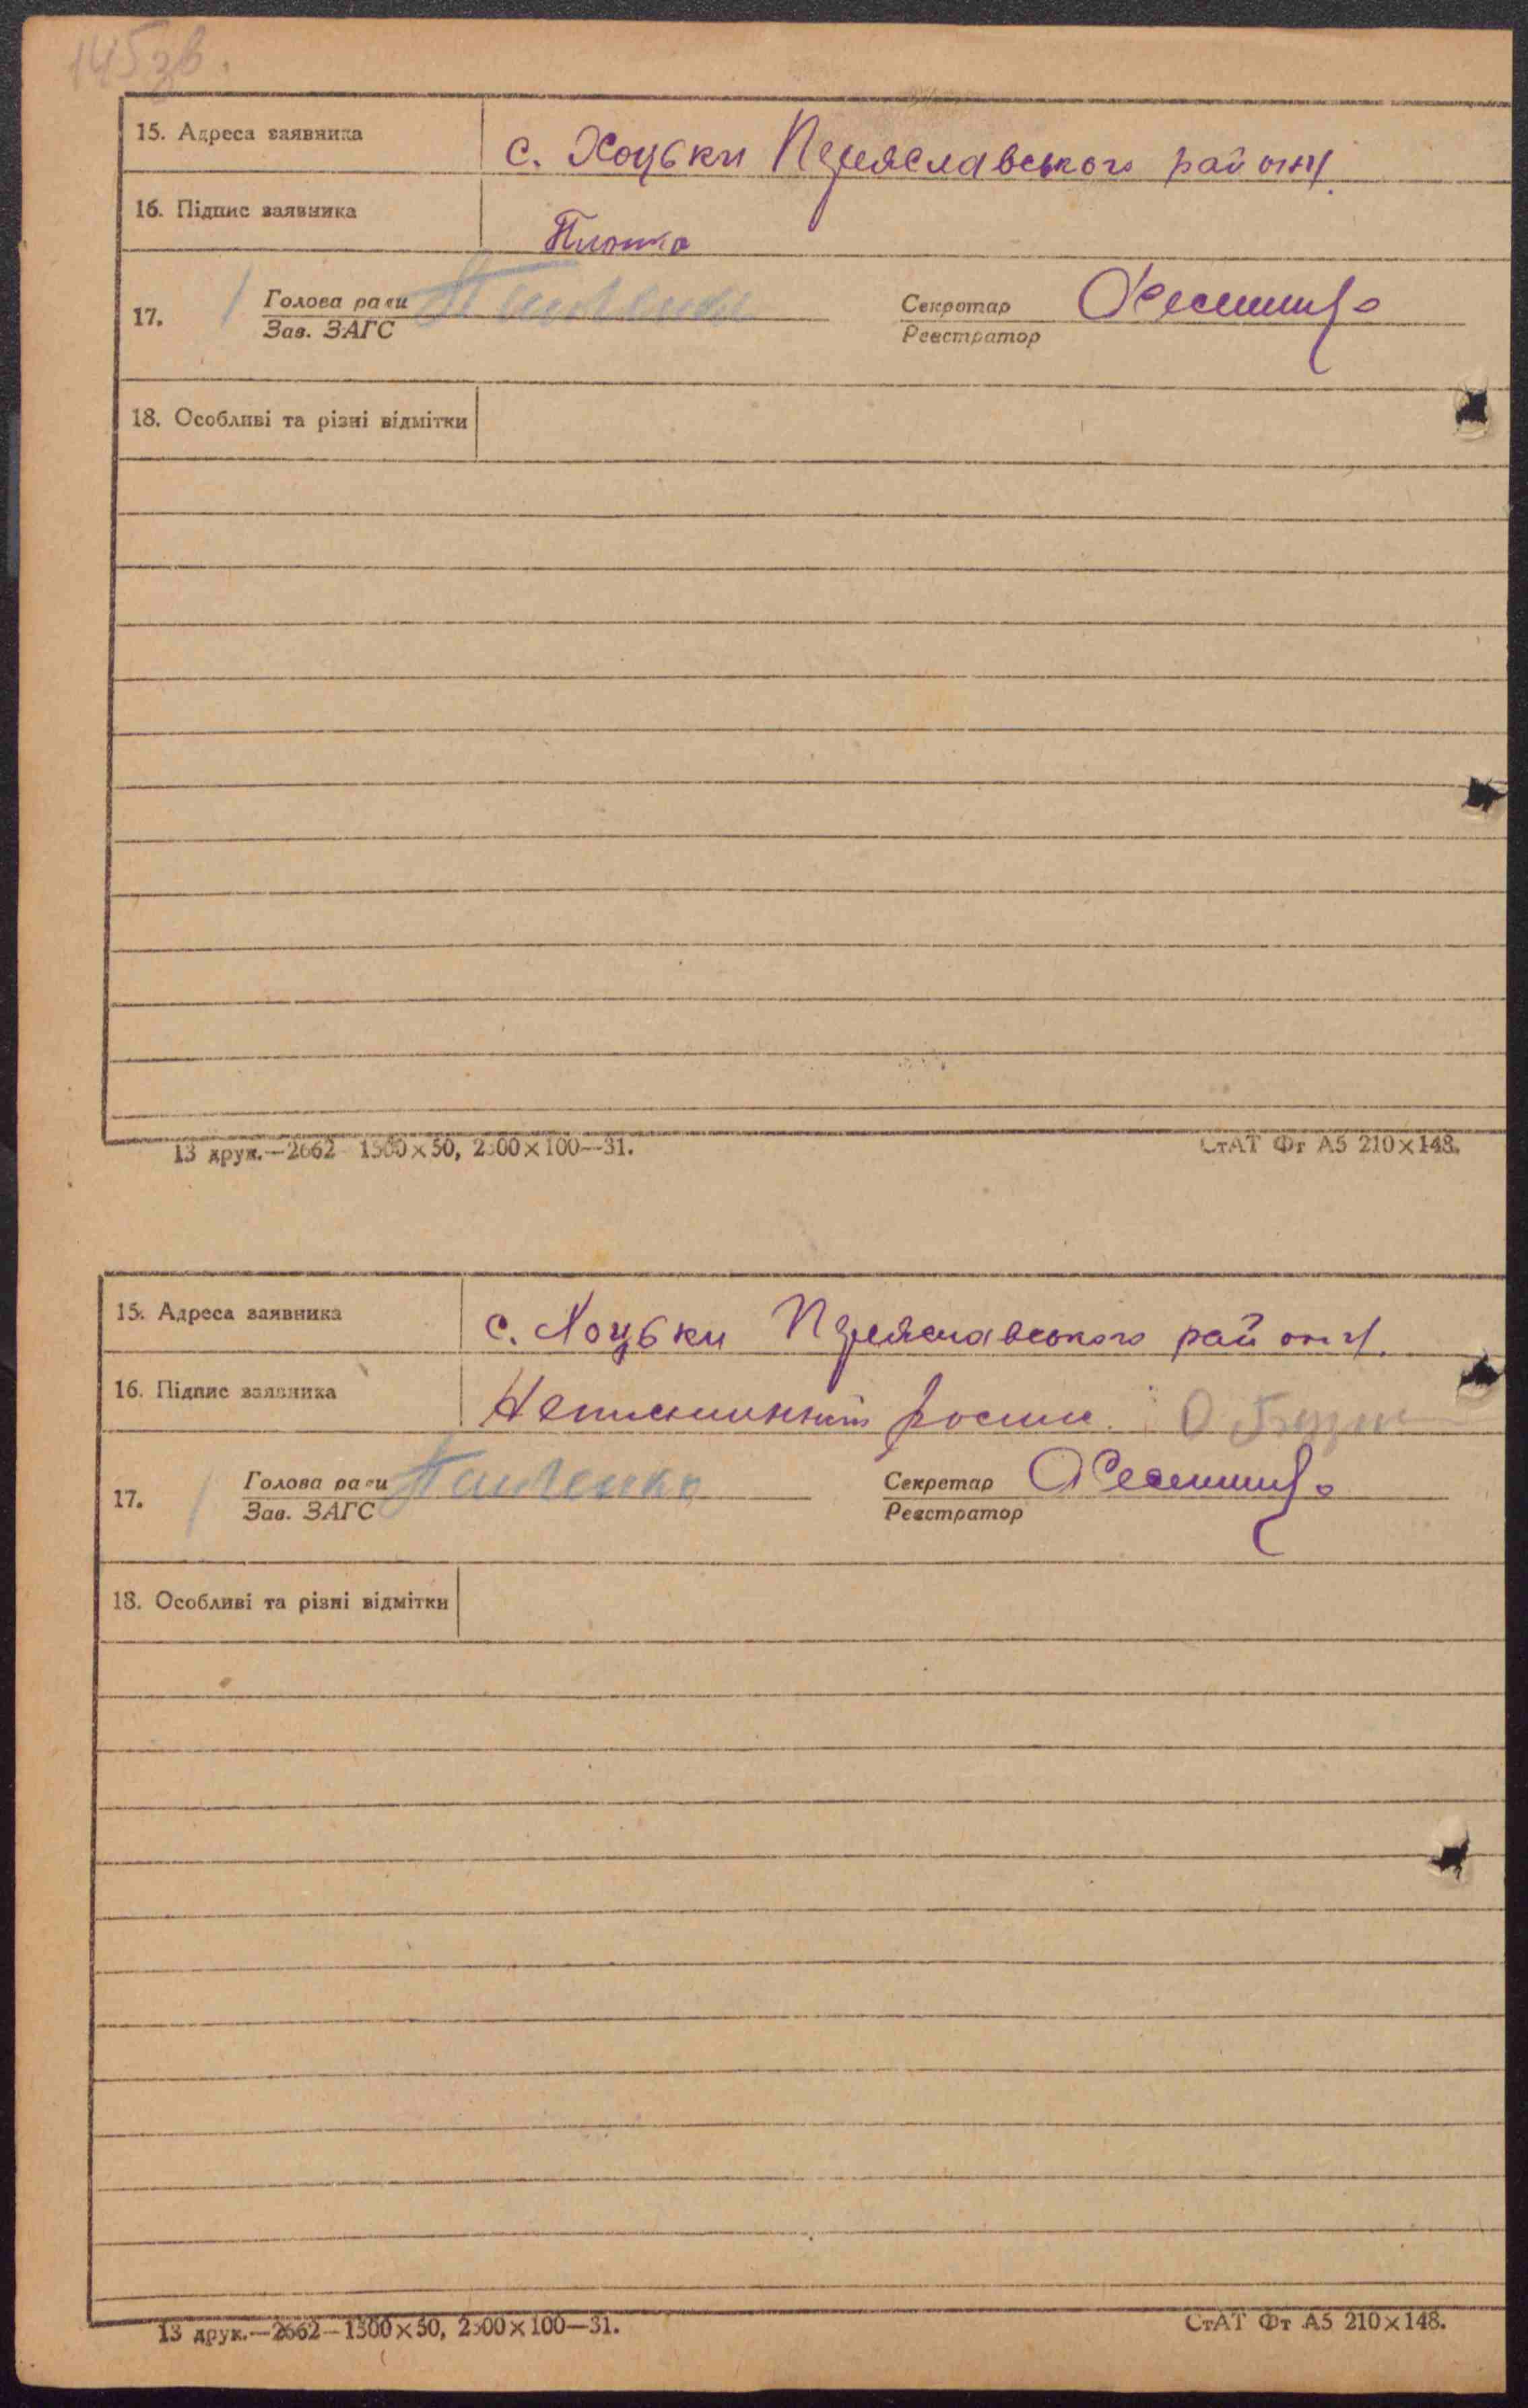 145зв.
15. Адреса заявника с. Хоцьки Переяславського району.
16. Підпис заявника
17. Голова ради Секретар
Зав. ЗАГС Реєстратор
18. Особливі та різні відмітки
13 друк.—2662 1500×50, 2500×100—31. СтАТ Фт А5 210×148.
15. Адреса заявника с. Хоцьки Переяславського району.
16. Підпис заявника Неписьменний росп.
17. Голова ради Секретар
Зав. ЗАГС Реєстратор
18. Особливі та різні відмітки
13 друк.—2662—1500×50, 2500×100—31. СтАТ Фт А5 210×148.